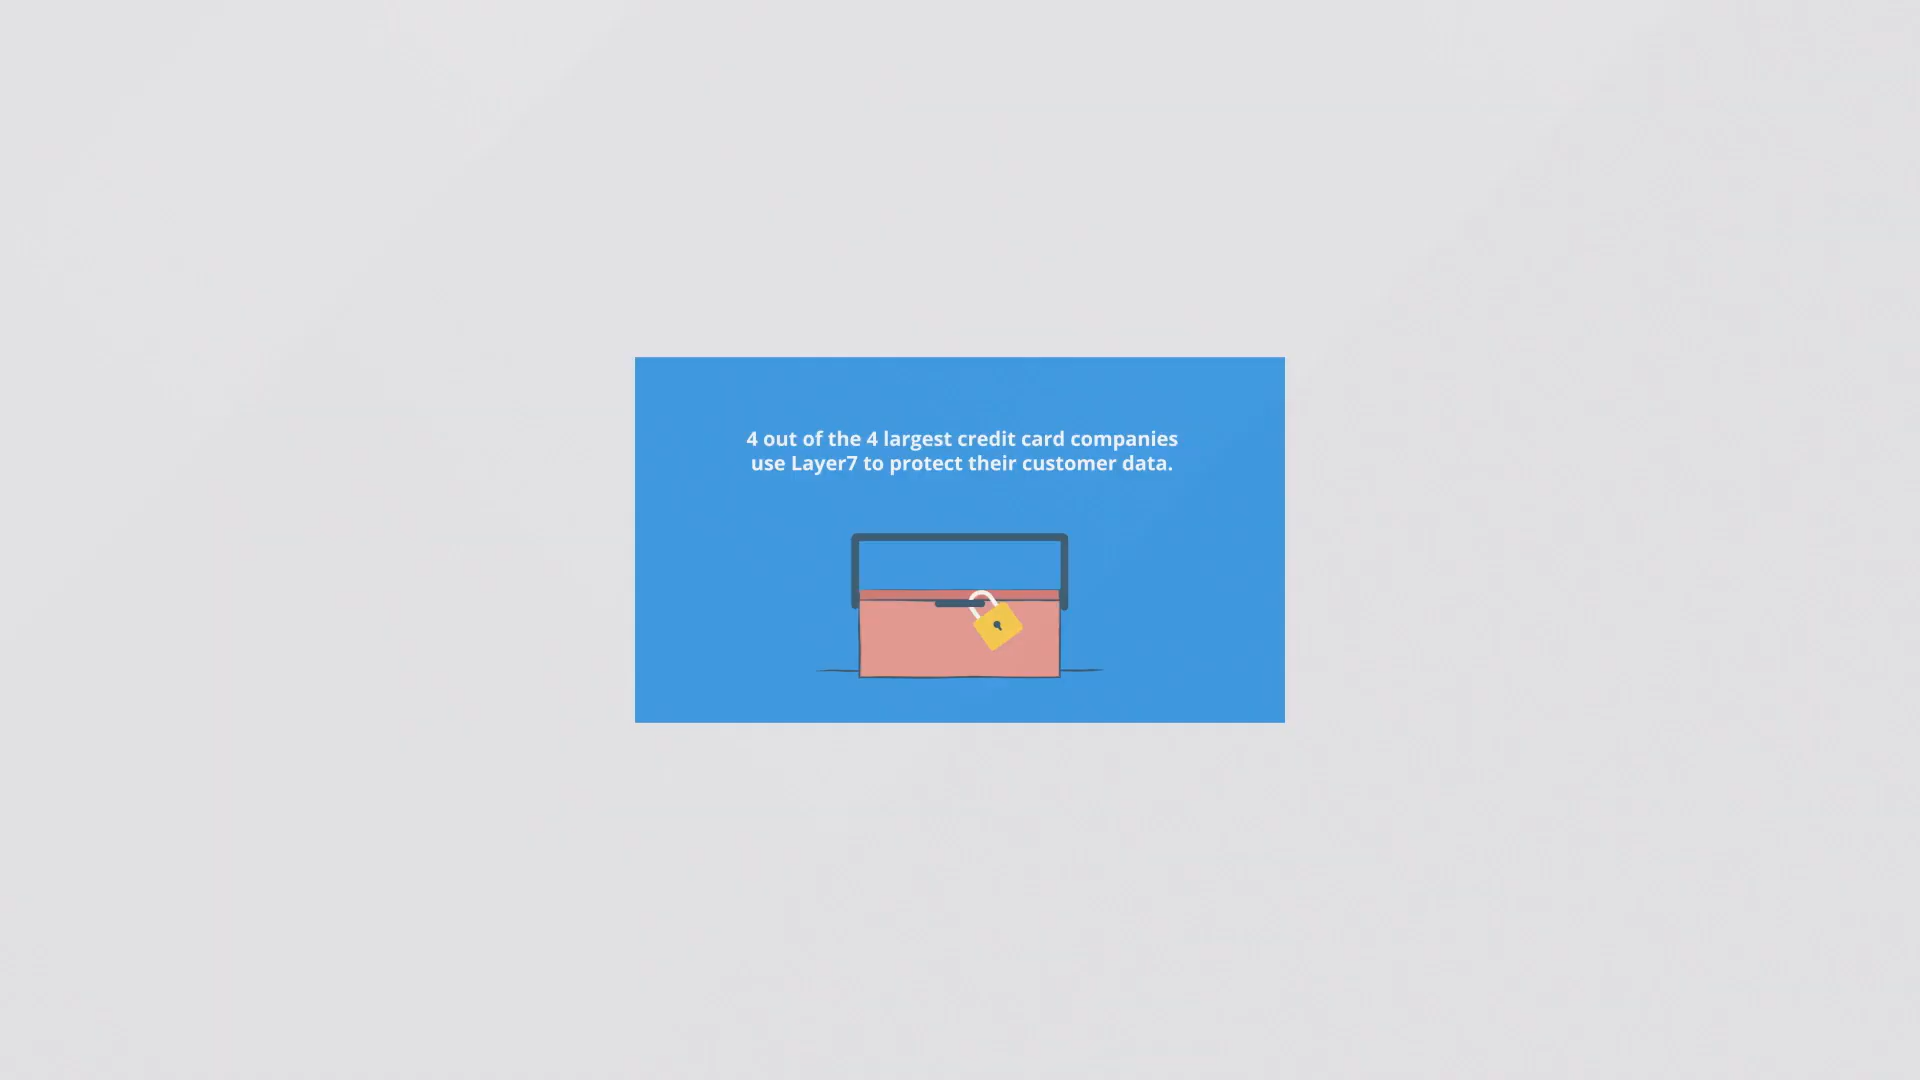 4 out of the 4 largest credit card companies
use Layer7 to protect their customer data.